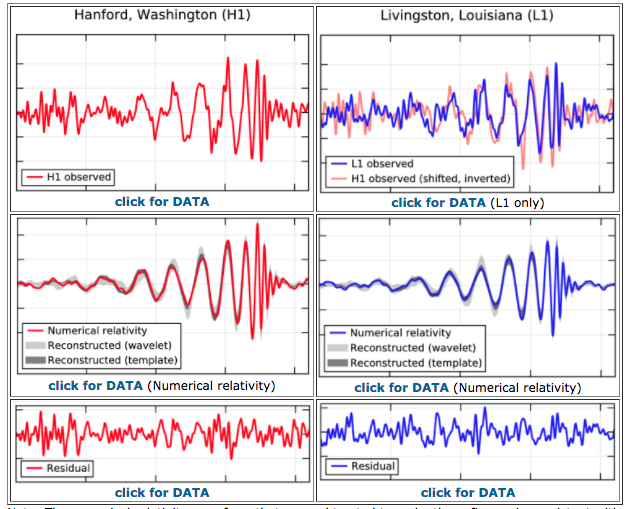 Hanford, Washington (H1)
Livingston, Louisiana (L1)
H1 observed
click for DATA
L1 observed
H1 observed (shifted, inverted)
click for DATA (L1 only)
Numerical relativity
Reconstructed (wavelet)
Reconstructed (template)
click for DATA (Numerical relativity)
Numerical relativity
Reconstructed (wavelet)
Reconstructed (template)
click for DATA (Numerical relativity)
Residual
click for DATA
Residual
click for DATA